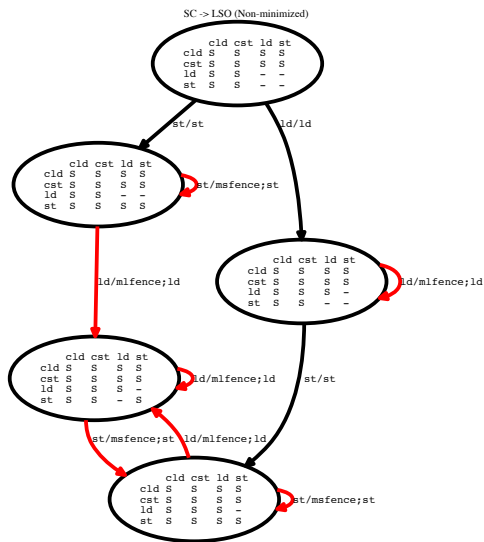 SC -> LSO (Non-minimized)
cld cst ld st
cld S S S S
cst S S S S
ld S S - -
st S S - -
st/st
ld/ld
cld cst ld st
cld S S S S
cst S S S S
ld S S - -
st S S S S
st/msfence;st
cld cst ld st
cld S S S S
cst S S S S
ld S S S -
st S S - -
ld/mlfence;ld
ld/mlfence;ld
cld cst ld st
cld S S S S
cst S S S S
ld S S S -
st S S - S
ld/mlfence;ld
st/st
st/msfence;st
ld/mlfence;ld
cld cst ld st
cld S S S S
cst S S S S
ld S S S -
st S S S S
st/msfence;st